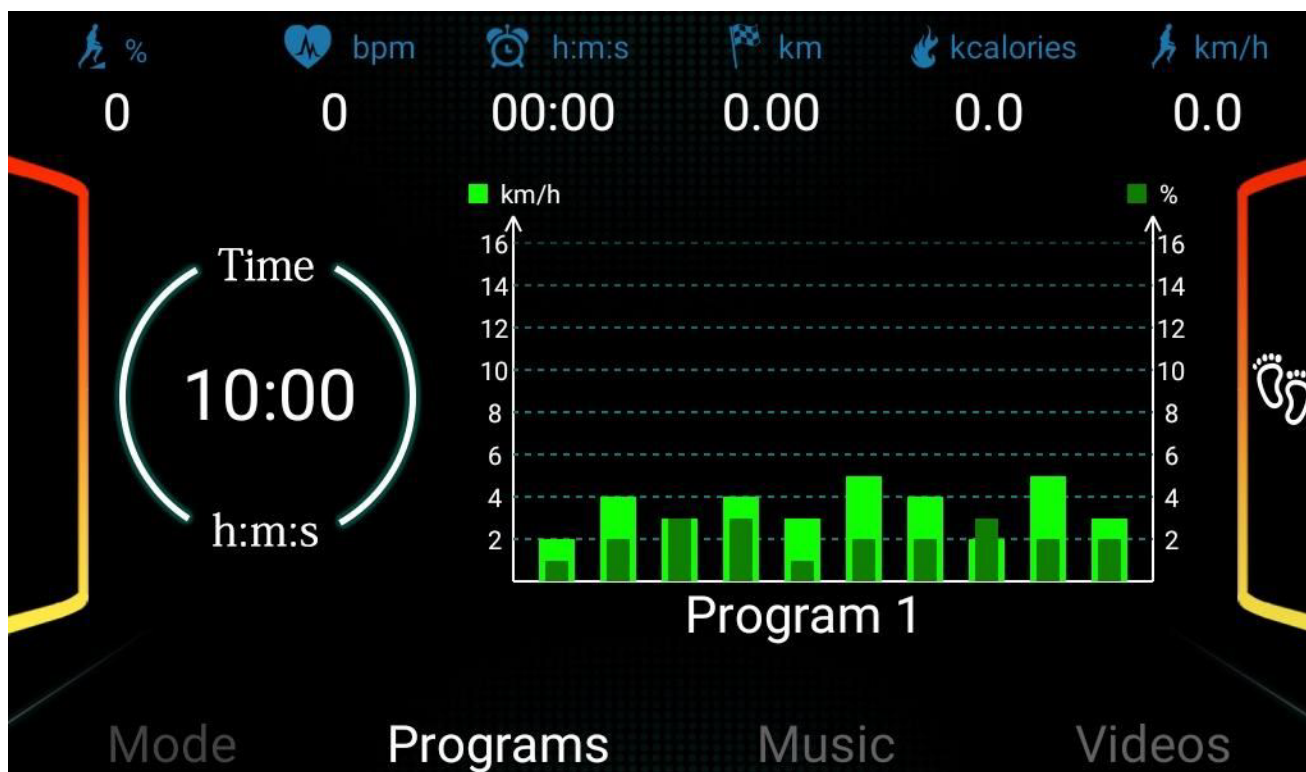 % bpm h:m:s km kcalories km/h
0 0 00:00 0.00 0.0 0.0
km/h %
16 16
14 14
12 12
10 10
8 8
6 6
4 4
2 2
Time
10:00
h:m:s
Program 1
Mode Programs Music Videos